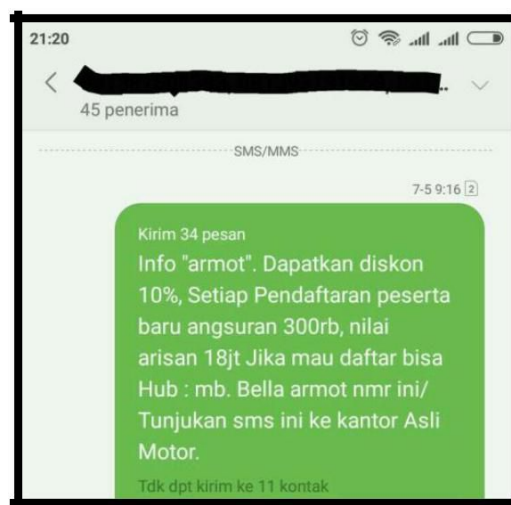 21:20
45 penerima
SMS/MMS
7-5 9:16 2
Kirim 34 pesan
Info "armot". Dapatkan diskon
10%, Setiap Pendaftaran peserta
baru angsuran 300rb, nilai
arisan 18jt Jika mau daftar bisa
Hub : mb. Bella armot nmr ini/
Tunjukan sms ini ke kantor Asli
Motor.
Tdk dpt kirim ke 11 kontak